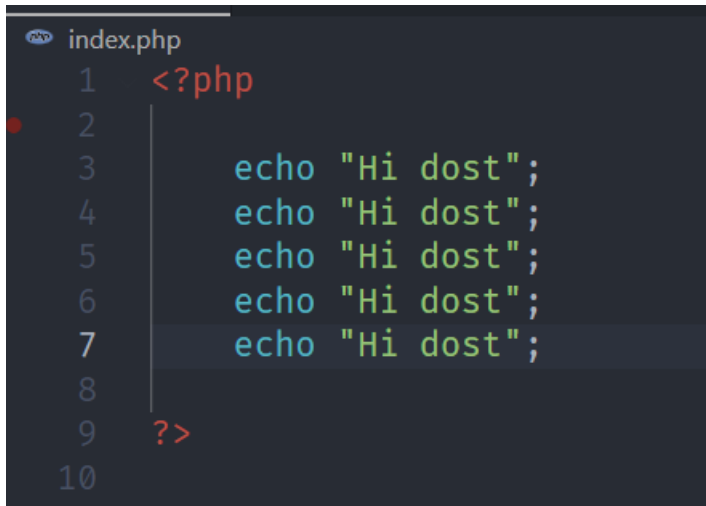 php index.php
1 <?php
2
3 echo "Hi dost";
4 echo "Hi dost";
5 echo "Hi dost";
6 echo "Hi dost";
7 echo "Hi dost";
8
9 ?>
10